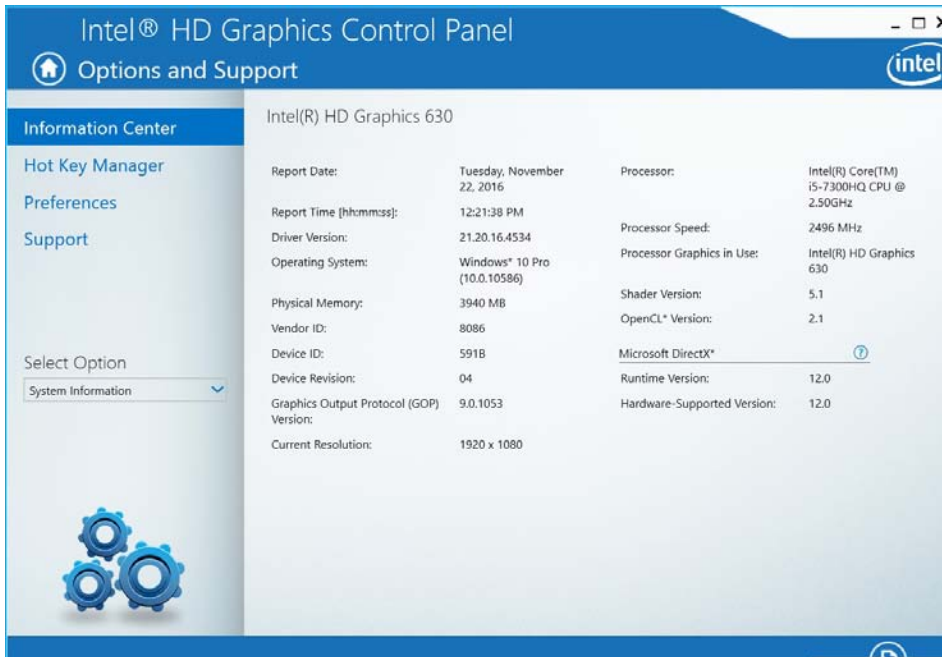 Intel® HD Graphics Control Panel
Options and Support
intel
Information Center
Hot Key Manager
Preferences
Support
Select Option
System Information
Intel(R) HD Graphics 630
Report Date: Tuesday, November
22, 2016
Report Time [hh:mm:ss]: 12:21:38 PM
Driver Version: 21.20.16.4534
Operating System: Windows* 10 Pro
(10.0.10586)
Physical Memory: 3940 MB
Vendor ID: 8086
Device ID: 591B
Device Revision: 04
Graphics Output Protocol (GOP) 9.0.1053
Version:
Current Resolution: 1920 x 1080
Processor: Intel(R) Core(TM)
i5-7300HQ CPU @
2.50GHz
Processor Speed: 2496 MHz
Processor Graphics in Use: Intel(R) HD Graphics
630
Shader Version: 5.1
OpenCL* Version: 2.1
Microsoft DirectX* ?
Runtime Version: 12.0
Hardware-Supported Version: 12.0